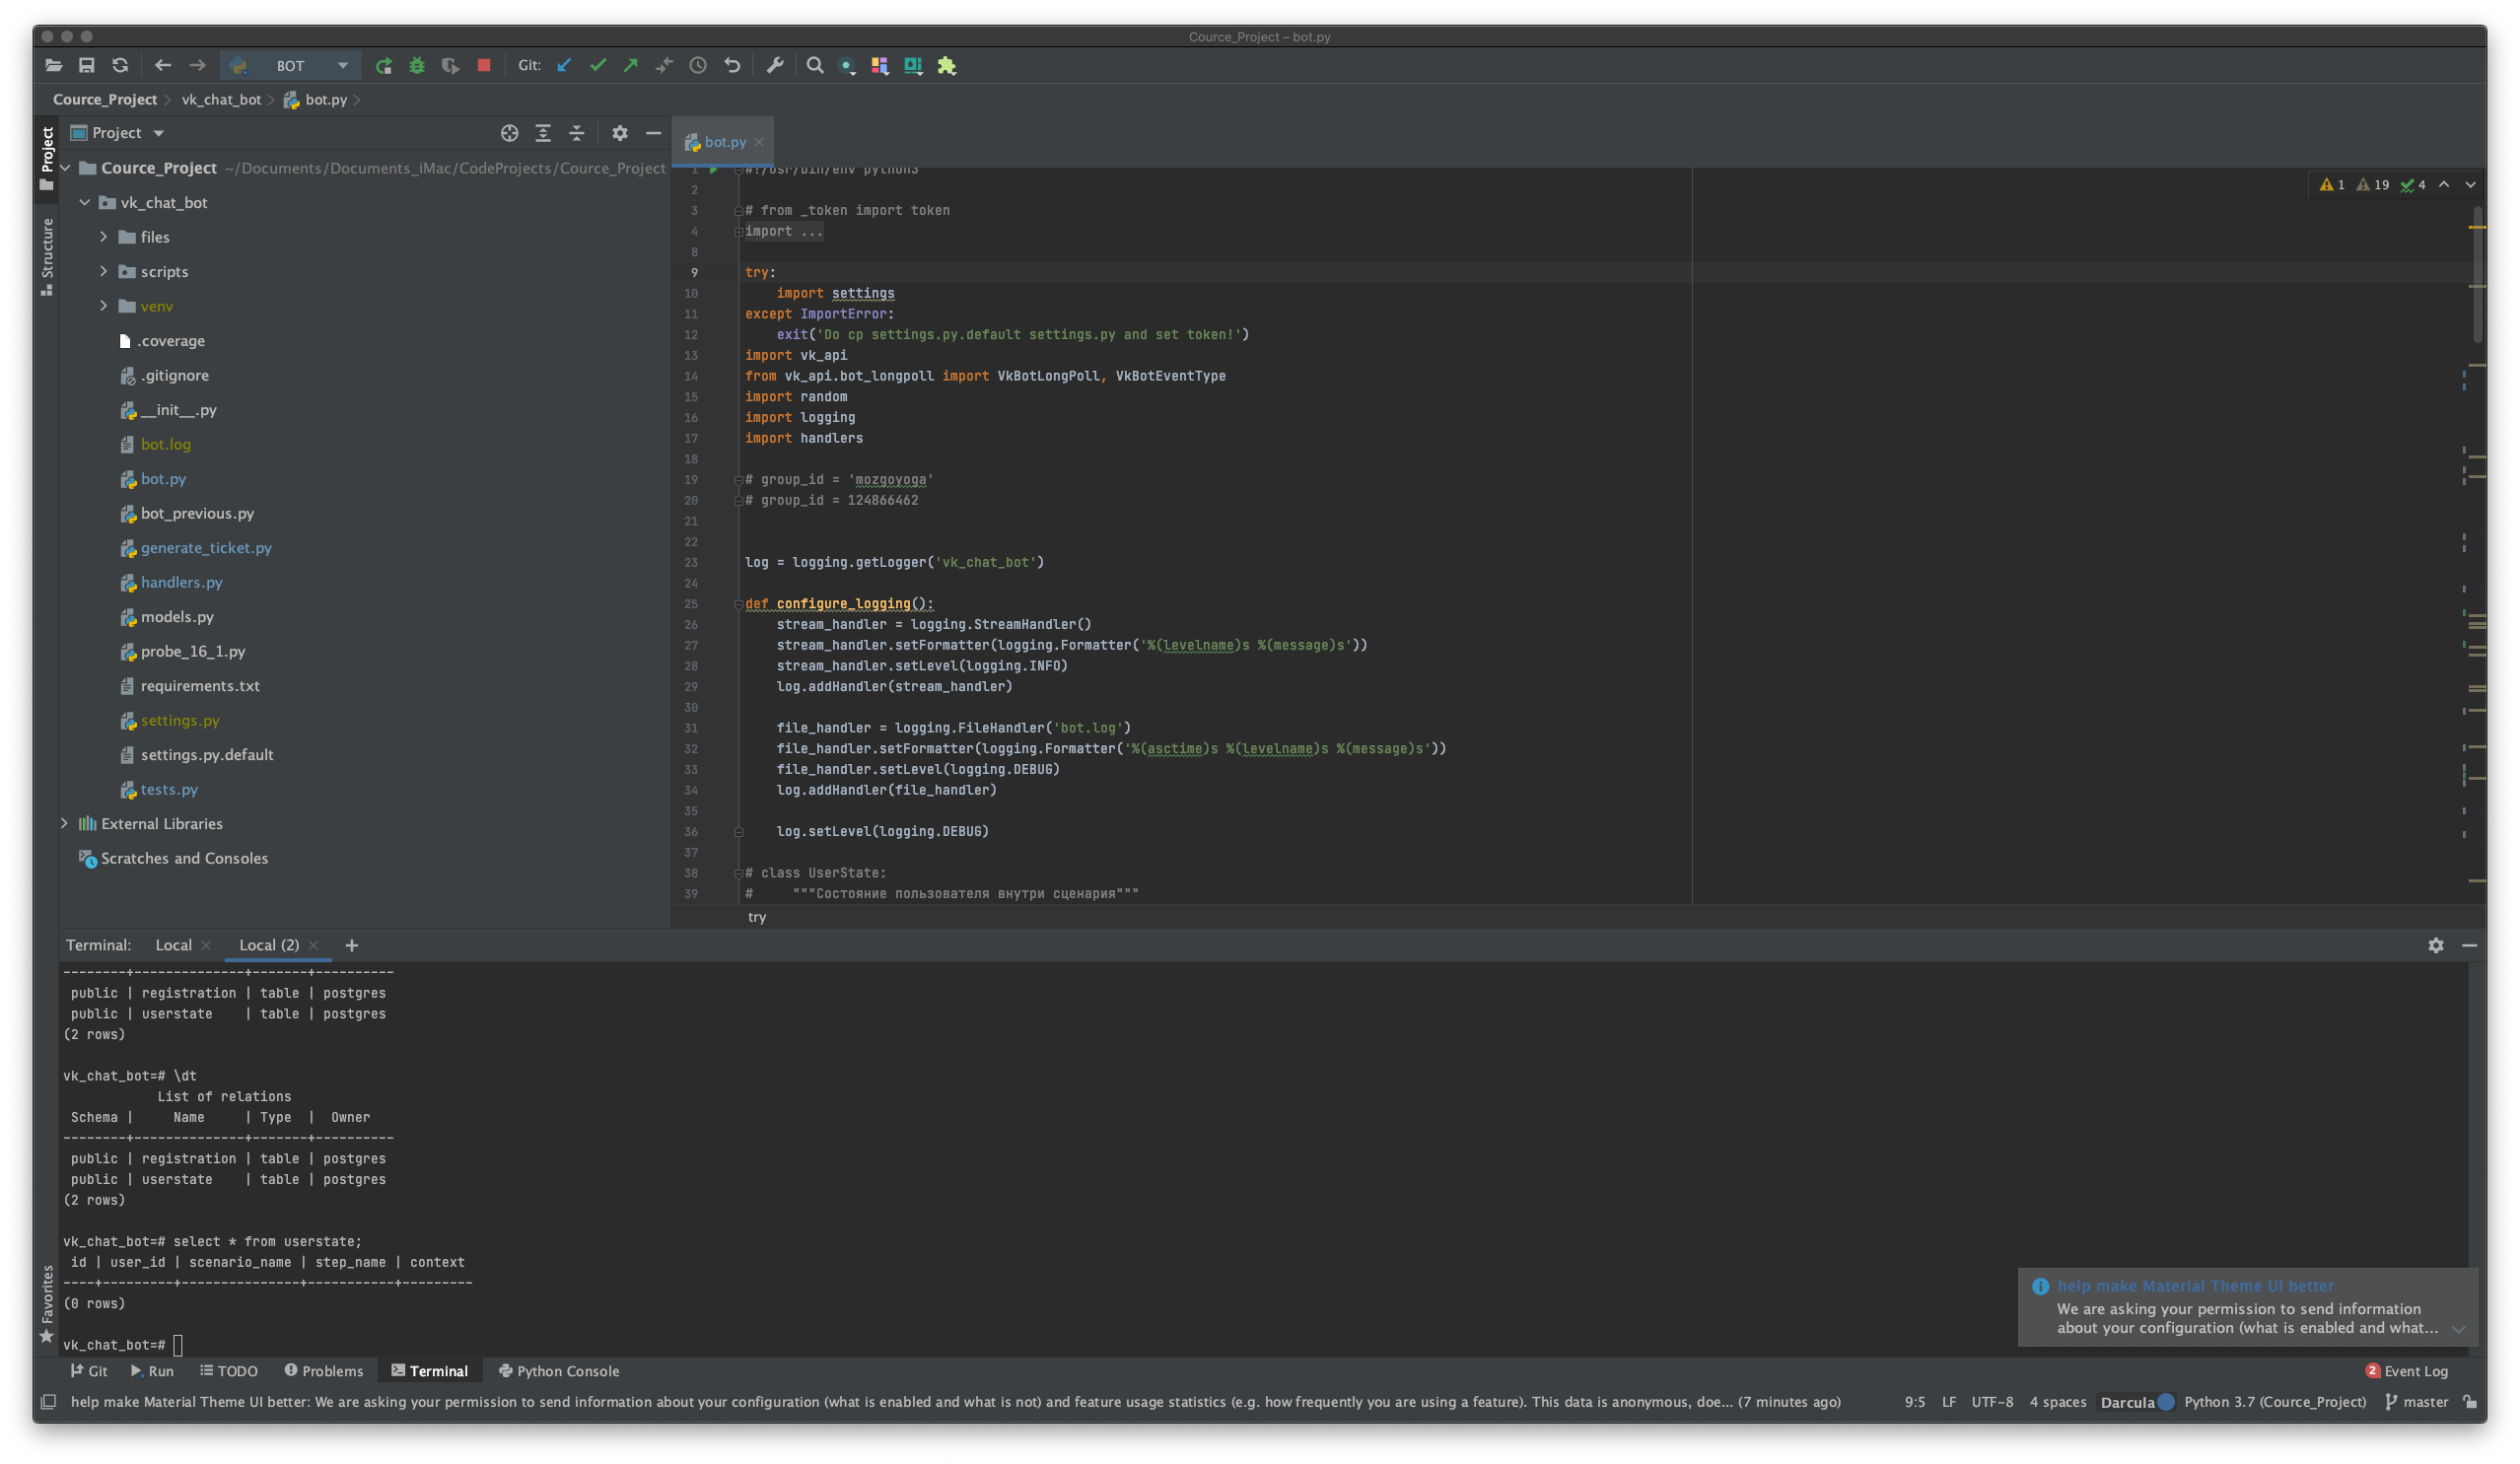 Cource_Project – bot.py
BOT
Git:
Cource_Project
vk_chat_bot
bot.py
Project
Structure
Favorites
Project
Cource_Project ~/Documents/Documents_iMac/CodeProjects/Cource_Project
vk_chat_bot
files
scripts
venv
.coverage
.gitignore
__init__.py
bot.log
bot.py
bot_previous.py
generate_ticket.py
handlers.py
models.py
probe_16_1.py
requirements.txt
settings.py
settings.py.default
tests.py
External Libraries
Scratches and Consoles
bot.py
1 19 4
1 #!/usr/bin/env python3
2
3 # from _token import token
4 import ...
8
9 try:
10 import settings
11 except ImportError:
12 exit('Do cp settings.py.default settings.py and set token!')
13 import vk_api
14 from vk_api.bot_longpoll import VkBotLongPoll, VkBotEventType
15 import random
16 import logging
17 import handlers
18
19 # group_id = 'mozgoyoga'
20 # group_id = 124866462
21
22
23 log = logging.getLogger('vk_chat_bot')
24
25 def configure_logging():
26 stream_handler = logging.StreamHandler()
27 stream_handler.setFormatter(logging.Formatter('%(levelname)s %(message)s'))
28 stream_handler.setLevel(logging.INFO)
29 log.addHandler(stream_handler)
30
31 file_handler = logging.FileHandler('bot.log')
32 file_handler.setFormatter(logging.Formatter('%(asctime)s %(levelname)s %(message)s'))
33 file_handler.setLevel(logging.DEBUG)
34 log.addHandler(file_handler)
35
36 log.setLevel(logging.DEBUG)
37
38 # class UserState:
39 # """Состояние пользователя внутри сценария"""
try
Terminal: Local Local (2)
--------+--------------+-------+----------
public | registration | table | postgres
public | userstate | table | postgres
(2 rows)
vk_chat_bot=# \dt
List of relations
Schema | Name | Type | Owner
--------+--------------+-------+----------
public | registration | table | postgres
public | userstate | table | postgres
(2 rows)
vk_chat_bot=# select * from userstate;
id | user_id | scenario_name | step_name | context
----+---------+---------------+-----------+---------
(0 rows)
vk_chat_bot=#
help make Material Theme UI better
We are asking your permission to send information
about your configuration (what is enabled and what...
Git Run TODO Problems Terminal Python Console
2 Event Log
help make Material Theme UI better: We are asking your permission to send information about your configuration (what is enabled and what is not) and feature usage statistics (e.g. how frequently you are using a feature). This data is anonymous, doe... (7 minutes ago)
9:5 LF UTF-8 4 spaces Darcula Python 3.7 (Cource_Project) master